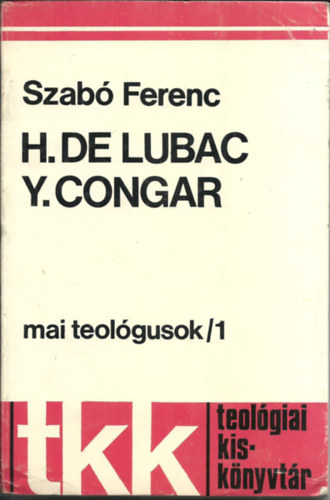 Szabó Ferenc
H. DE LUBAC
Y. CONGAR
mai teológusok/1
tkk
teológiai
kis-
könyvtár